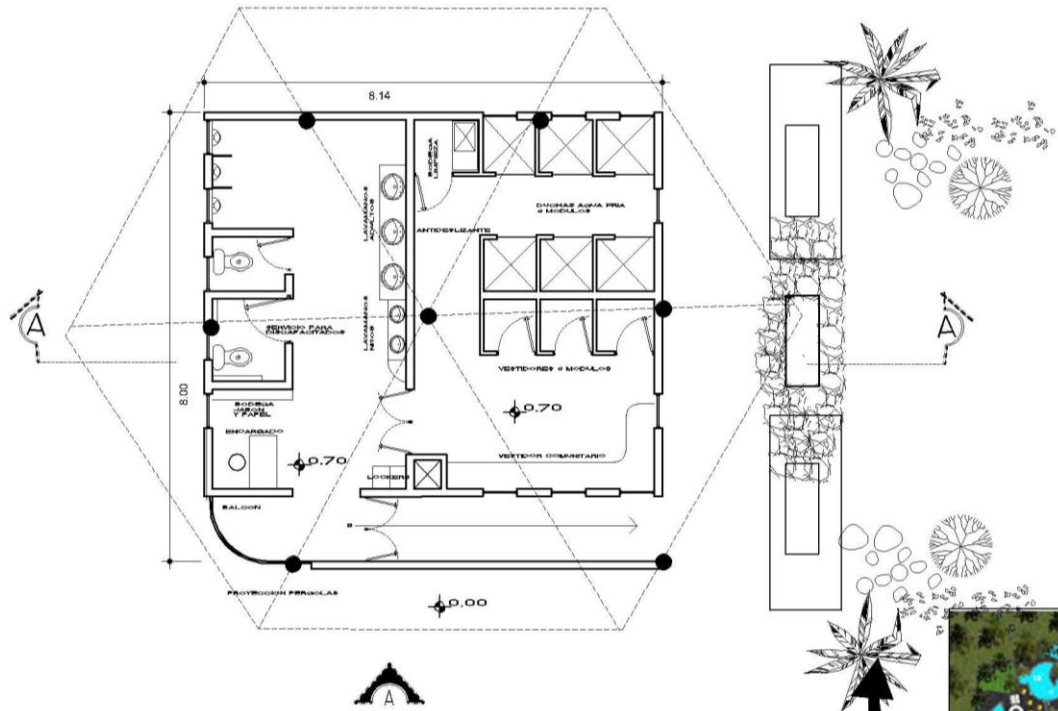 8.14
8.00
BODEGA
LIMPIEZA
LAVAMANOS
ADULTOS
ANTIDESLIZANTE
DUCHAS AGUA FRIA
6 MODULOS
A
A
SERVICIO PARA
DISCAPACITADOS
LAVAMANOS
NIÑOS
VESTIDORES 6 MODULOS
BODEGA
JABON
Y PAPEL
0.70
ENCARGADO
0.70
VESTIDOR COMUNITARIO
LOCKERS
BALCON
PROYECCION PERGOLAS
0.00
A